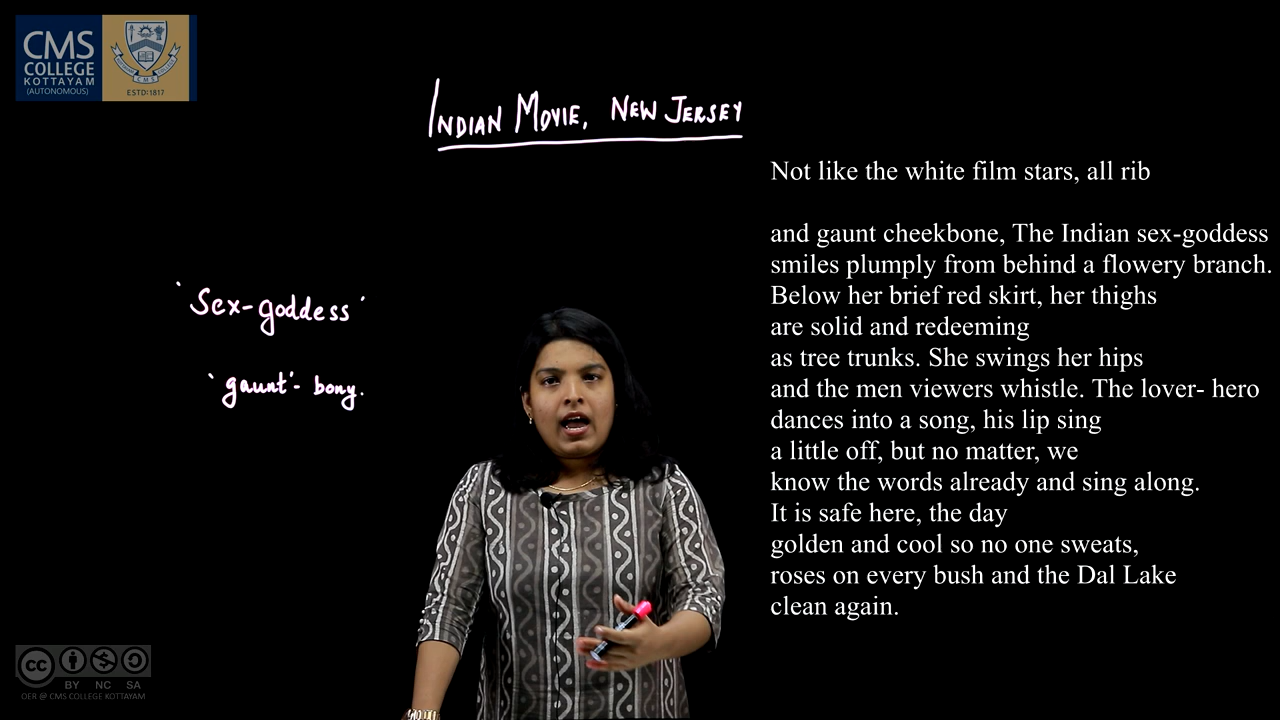 CMS
COLLEGE
KOTTAYAM
(AUTONOMOUS)
ESTD:1817
INDIAN MOVIE, NEW JERSEY
Not like the white film stars, all rib
and gaunt cheekbone, The Indian sex-goddess
smiles plumply from behind a flowery branch.
Below her brief red skirt, her thighs
are solid and redeeming
as tree trunks. She swings her hips
and the men viewers whistle. The lover- hero
dances into a song, his lip sing
a little off, but no matter, we
know the words already and sing along.
It is safe here, the day
golden and cool so no one sweats,
roses on every bush and the Dal Lake
clean again.
'Sex-goddess'
'gaunt'- bony.
cc
BY NC SA
OER @ CMS COLLEGE KOTTAYAM